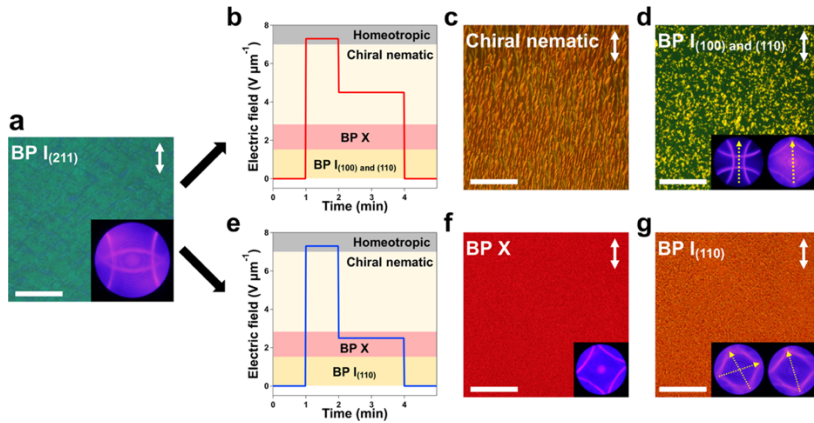 a
BP I(211)
b
Electric field (V µm⁻¹)
8
6
4
2
0
Homeotropic
Chiral nematic
BP X
BP I(100) and (110)
0 1 2 3 4
Time (min)
c
Chiral nematic
d
BP I(100) and (110)
e
Electric field (V µm⁻¹)
8
6
4
2
0
Homeotropic
Chiral nematic
BP X
BP I(110)
0 1 2 3 4
Time (min)
f
BP X
g
BP I(110)